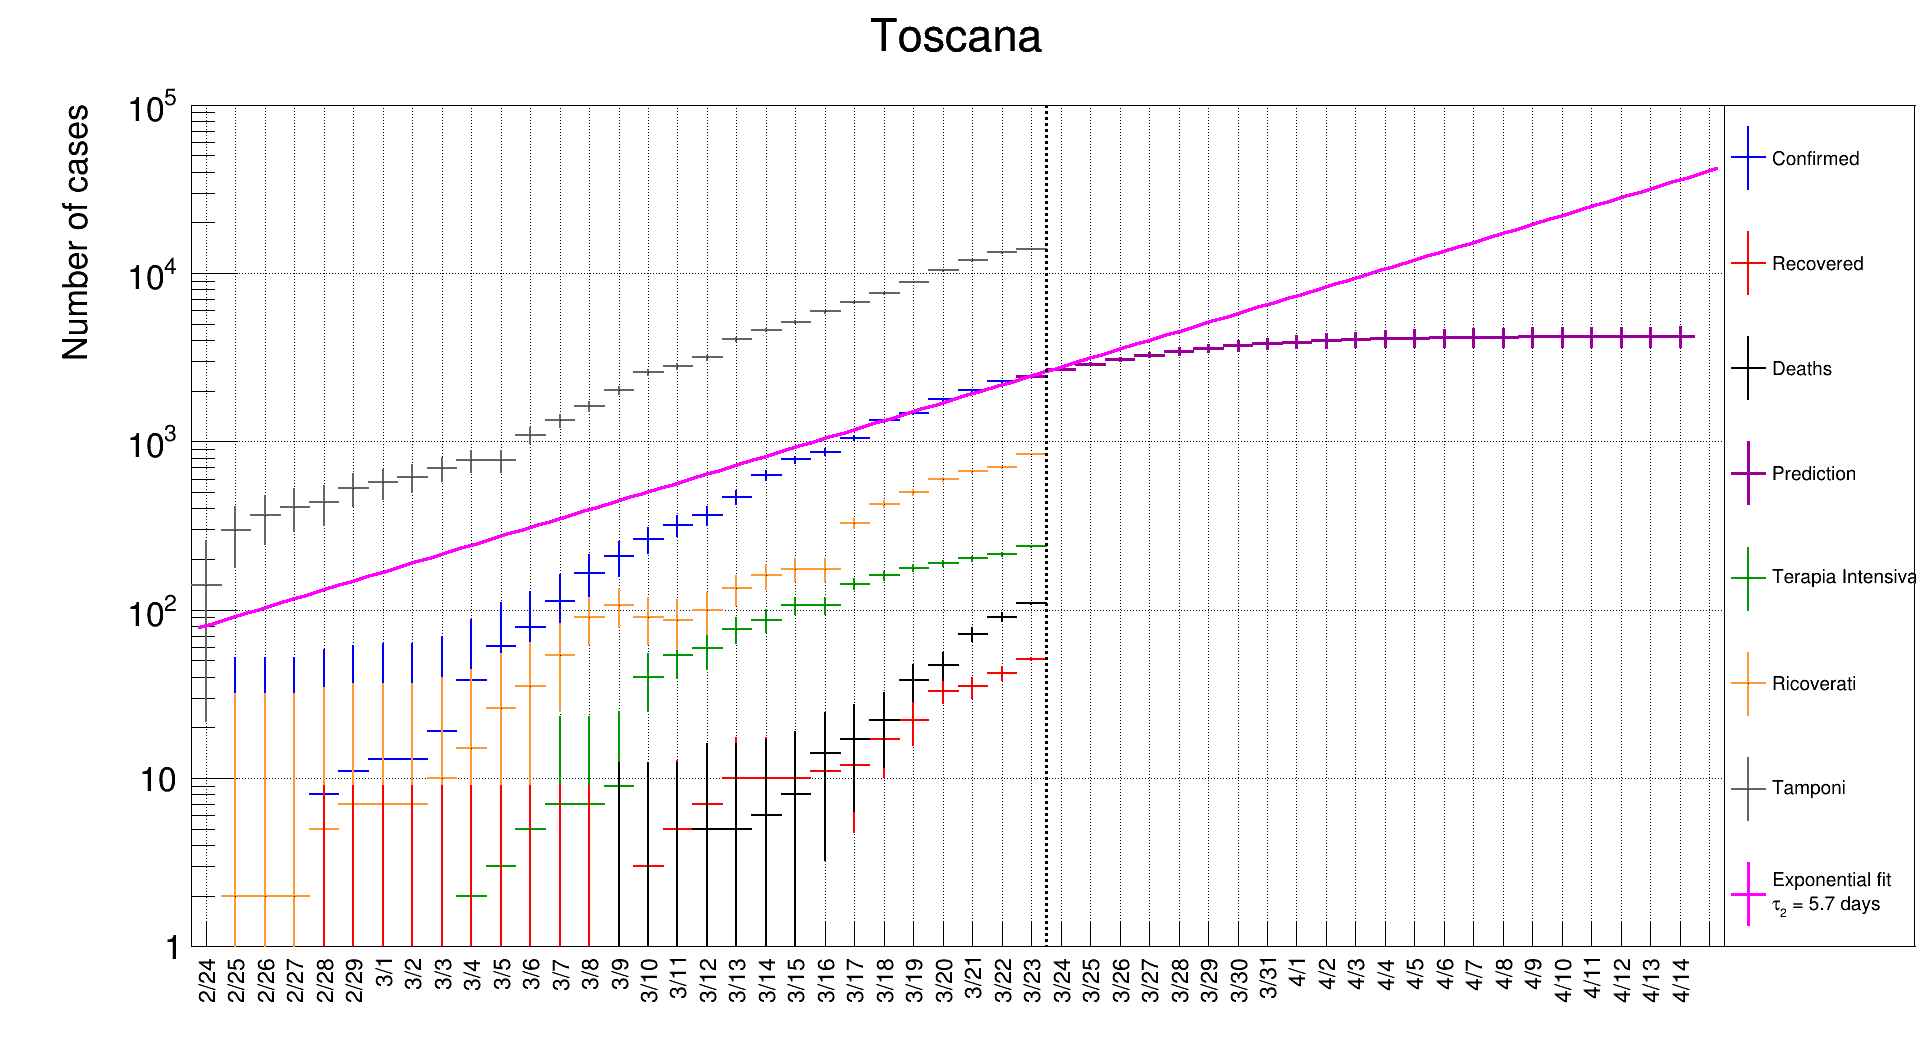 Toscana
Number of cases
10^5
10^4
10^3
10^2
10
1
2/24 2/25 2/26 2/27 2/28 2/29 3/1 3/2 3/3 3/4 3/5 3/6 3/7 3/8 3/9 3/10 3/11 3/12 3/13 3/14 3/15 3/16 3/17 3/18 3/19 3/20 3/21 3/22 3/23 3/24 3/25 3/26 3/27 3/28 3/29 3/30 3/31 4/1 4/2 4/3 4/4 4/5 4/6 4/7 4/8 4/9 4/10 4/11 4/12 4/13 4/14
Confirmed
Recovered
Deaths
Prediction
Terapia Intensiva
Ricoverati
Tamponi
Exponential fit
τ₂ = 5.7 days